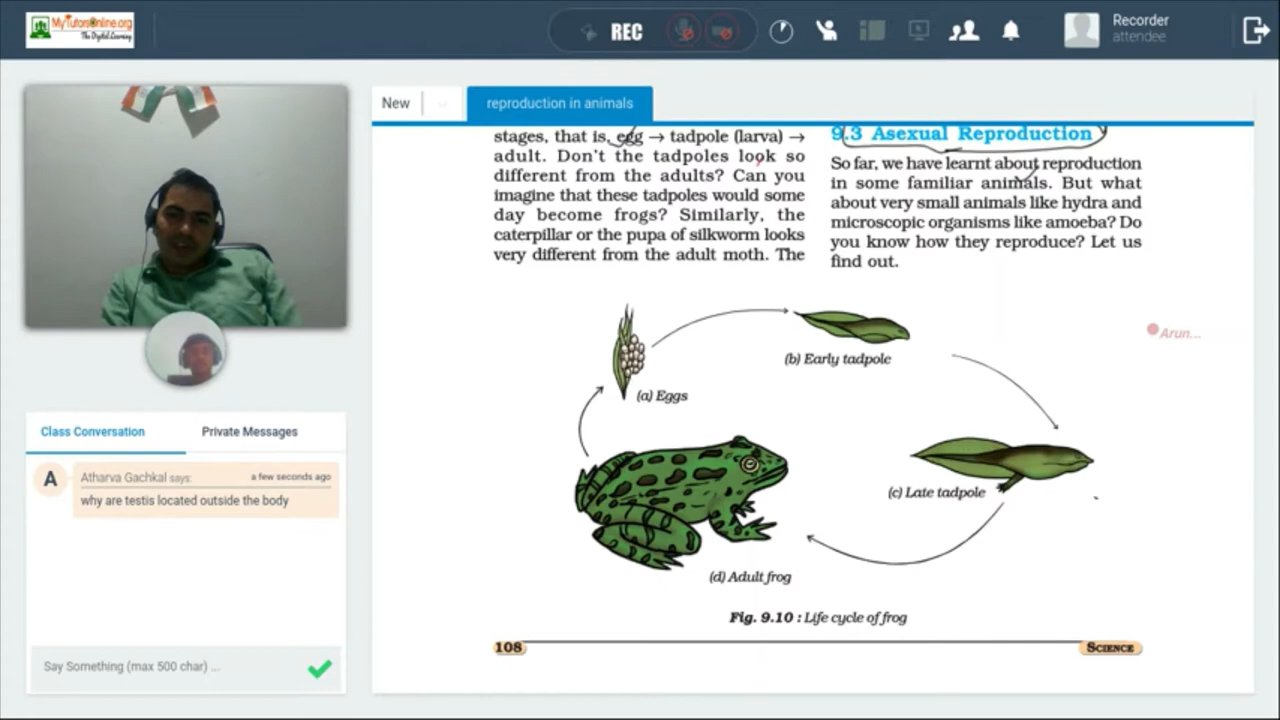 MyTutorsOnline.org
The Digital Learning
REC
Recorder
attendee
New
reproduction in animals
stages, that is, egg → tadpole (larva) →
adult. Don't the tadpoles look so
different from the adults? Can you
imagine that these tadpoles would some
day become frogs? Similarly, the
caterpillar or the pupa of silkworm looks
very different from the adult moth. The
9.3 Asexual Reproduction
So far, we have learnt about reproduction
in some familiar animals. But what
about very small animals like hydra and
microscopic organisms like amoeba? Do
you know how they reproduce? Let us
find out.
(a) Eggs
(b) Early tadpole
Arun...
(c) Late tadpole
(d) Adult frog
Fig. 9.10 : Life cycle of frog
108
SCIENCE
Class Conversation
Private Messages
A
Atharva Gachkal says:
a few seconds ago
why are testis located outside the body
Say Something (max 500 char) ...